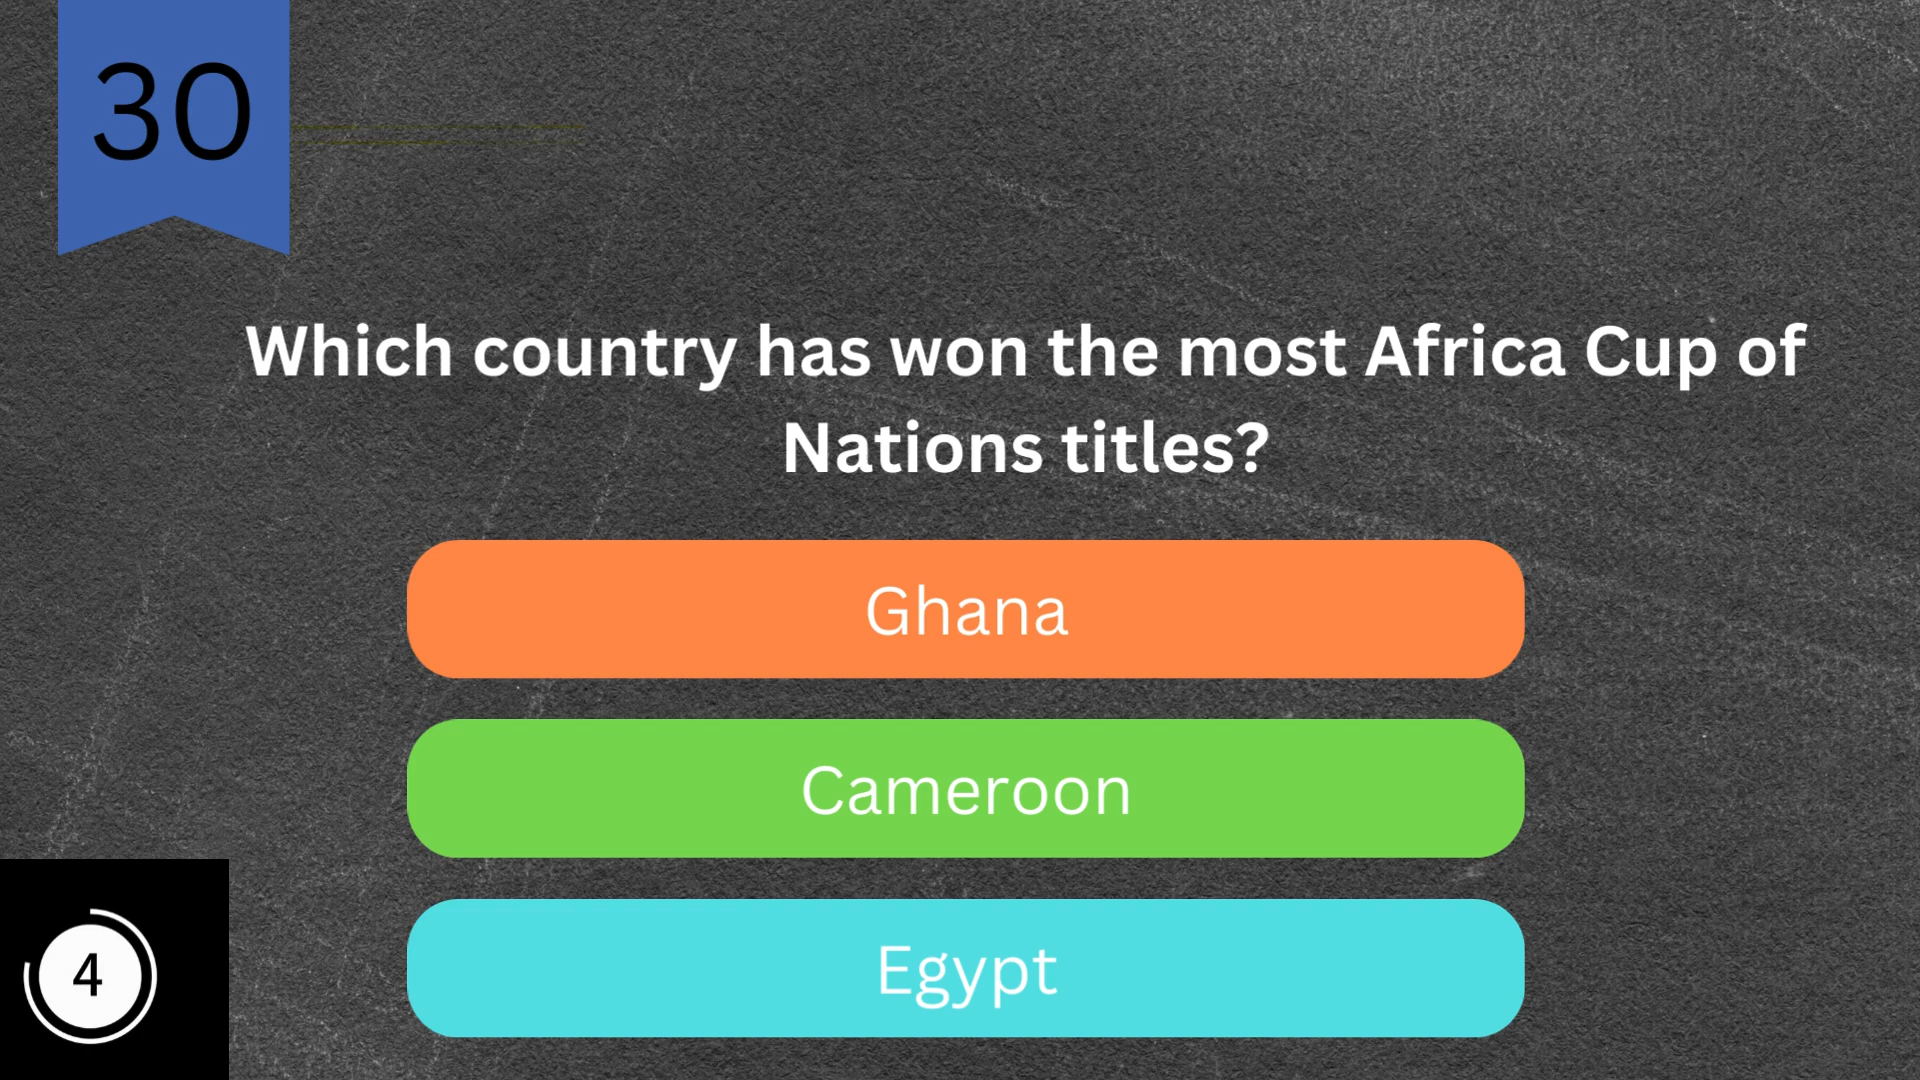 30
Which country has won the most Africa Cup of
Nations titles?
Ghana
Cameroon
Egypt
4